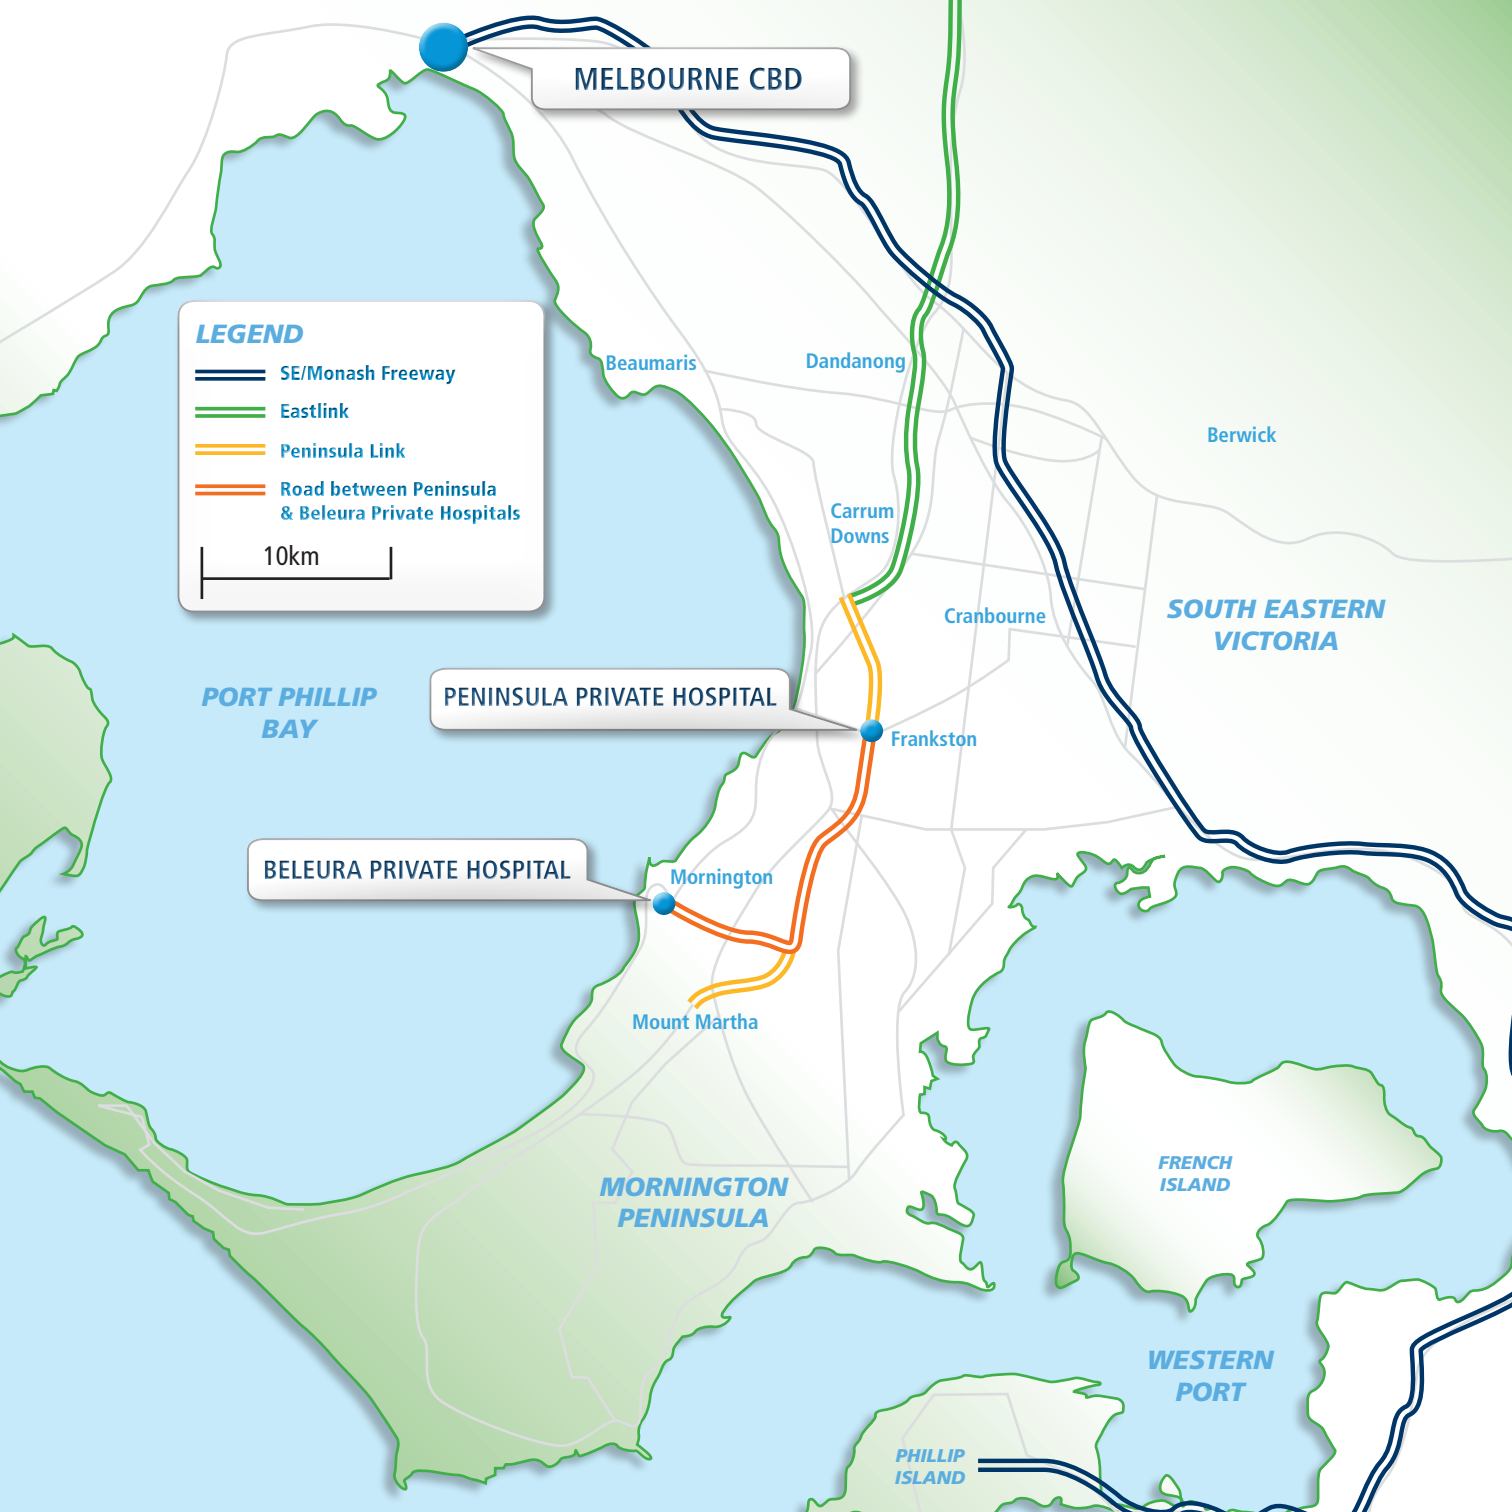 MELBOURNE CBD
LEGEND
SE/Monash Freeway
Eastlink
Peninsula Link
Road between Peninsula
& Beleura Private Hospitals
10km
Beaumaris
Dandanong
Berwick
Carrum
Downs
Cranbourne
SOUTH EASTERN
VICTORIA
PORT PHILLIP
BAY
PENINSULA PRIVATE HOSPITAL
Frankston
BELEURA PRIVATE HOSPITAL
Mornington
Mount Martha
MORNINGTON
PENINSULA
FRENCH
ISLAND
WESTERN
PORT
PHILLIP
ISLAND